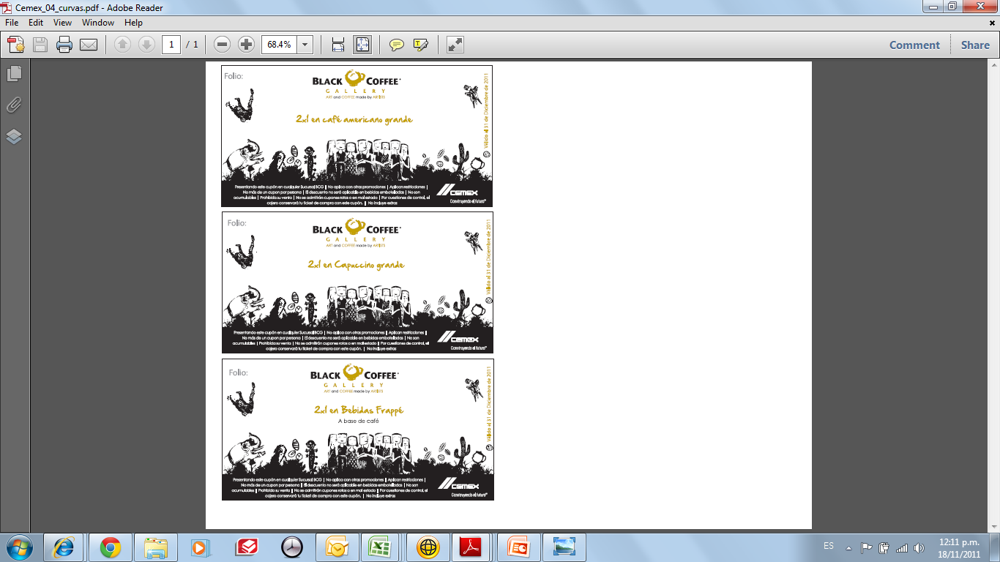 Cemex_04_curvas.pdf - Adobe Reader
File Edit View Window Help
1 / 1 68.4% Comment Share
Folio:
BLACK COFFEE
GALLERY
ART and COFFEE made by ARTISTS
2x1 en café americano grande
Válido al 31 de Diciembre de 2011
Presentando este cupón en cualquier Sucursal BCG | No aplica con otras promociones | Aplican restricciones |
No más de un cupon por persona | El descuento no será aplicable en bebidas embotelladas | No son
acumulables | Prohibida su venta | No se admitirán cupones rotos o en mal estado | Por cuestiones de control, el
cajero conservará tu ticket de compra con este cupón. | No incluye extras
CEMEX
Construyendo el futuro
Folio:
BLACK COFFEE
GALLERY
ART and COFFEE made by ARTISTS
2x1 en Capuccino grande
Válido al 31 de Diciembre de 2011
Presentando este cupón en cualquier Sucursal BCG | No aplica con otras promociones | Aplican restricciones |
No más de un cupon por persona | El descuento no será aplicable en bebidas embotelladas | No son
acumulables | Prohibida su venta | No se admitirán cupones rotos o en mal estado | Por cuestiones de control, el
cajero conservará tu ticket de compra con este cupón. | No incluye extras
CEMEX
Construyendo el futuro
Folio:
BLACK COFFEE
GALLERY
ART and COFFEE made by ARTISTS
2x1 en Bebidas Frappé
A base de café
Válido al 31 de Diciembre de 2011
Presentando este cupón en cualquier Sucursal BCG | No aplica con otras promociones | Aplican restricciones |
No más de un cupon por persona | El descuento no será aplicable en bebidas embotelladas | No son
acumulables | Prohibida su venta | No se admitirán cupones rotos o en mal estado | Por cuestiones de control, el
cajero conservará tu ticket de compra con este cupón. | No incluye extras
CEMEX
Construyendo el futuro
ES
12:11 p.m.
18/11/2011